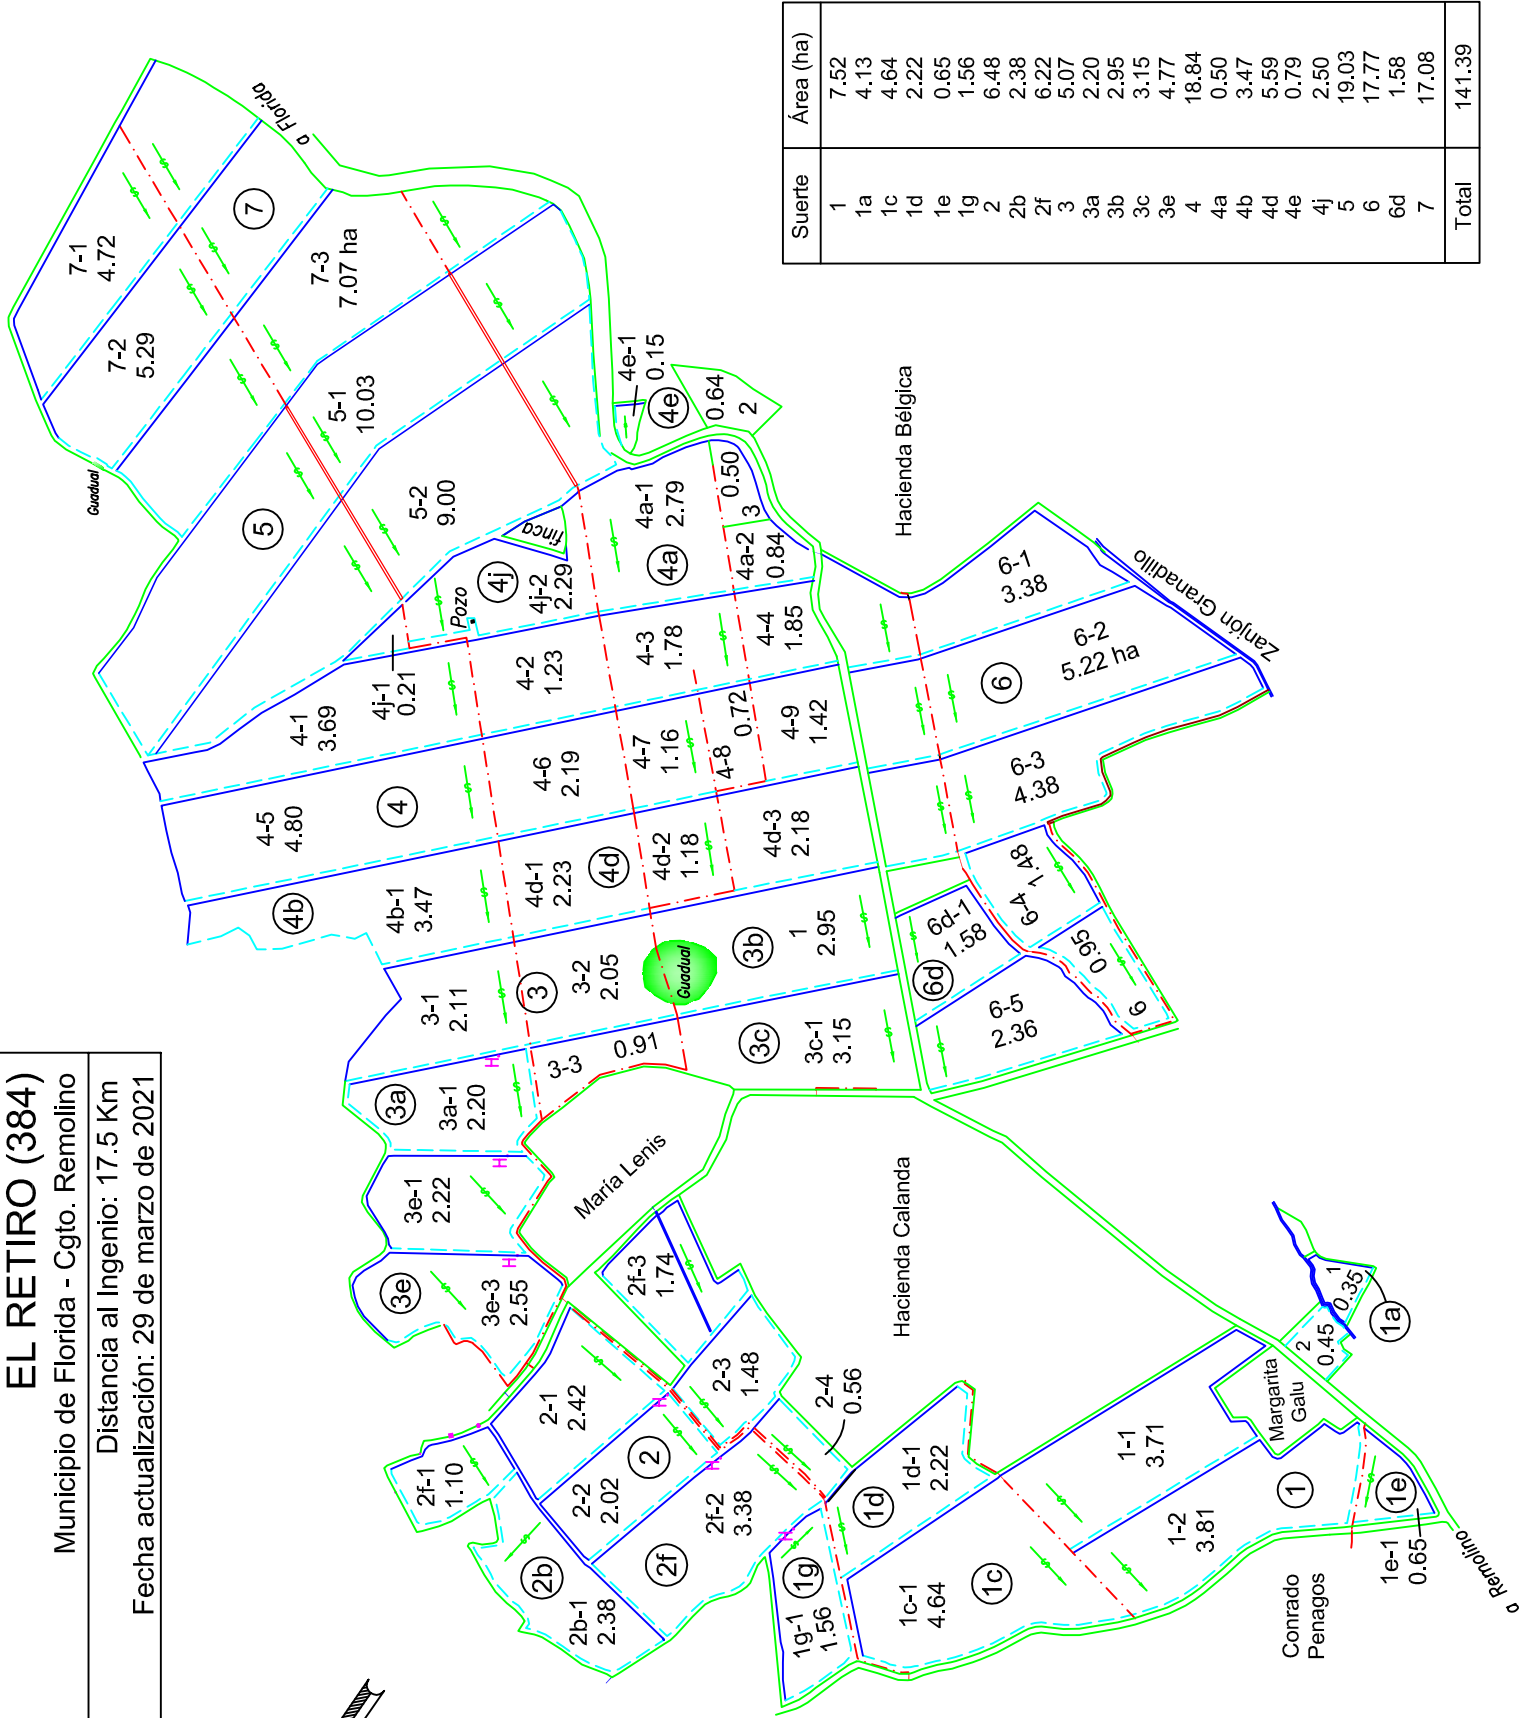 EL RETIRO (384)
Municipio de Florida - Cgto. Remolino
Distancia al Ingenio: 17.5 Km
Fecha actualización: 29 de marzo de 2021
Suerte Área (ha)
1 7.52
1a 4.13
1c 4.64
1d 2.22
1e 0.65
1g 1.56
2 6.48
2b 2.38
2f 6.22
3 5.07
3a 2.20
3b 2.95
3c 3.15
3e 4.77
4 18.84
4a 0.50
4b 3.47
4d 5.59
4e 0.79
4j 2.50
5 19.03
6 17.77
6d 1.58
7 17.08
Total 141.39
a Florida
7-1
4.72
7-2
5.29
7
7-3
7.07 ha
Guadual
5-1
10.03
5
5-2
9.00
4e-1
0.15
4e
0.64
2
finca
4j
4j-2
2.29
Pozo
4j-1
0.21
4a-1
2.79
4a
0.50
3
4a-2
0.84
4-1
3.69
4-2
1.23
4-3
1.78
4-4
1.85
4-5
4.80
4
4-6
2.19
4-7
1.16
4-8
0.72
4-9
1.42
4b
4b-1
3.47
4d-1
2.23
4d
4d-2
1.18
4d-3
2.18
3-1
2.11
3
3-2
2.05
Guadual
3b
1
2.95
3-3
0.91
3c
3c-1
3.15
3a
3a-1
2.20
3e-1
2.22
3e
3e-3
2.55
María Lenis
Hacienda Bélgica
Zanjón Granadillo
6-1
3.38
6-2
5.22 ha
6
6-3
4.38
6-4
1.48
6d-1
1.58
6d
6-5
2.36
0.95
6
Hacienda Calanda
2f-3
1.74
2-1
2.42
2-3
1.48
2-4
0.56
2
2-2
2.02
2f-1
1.10
2f-2
3.38
2f
2b
2b-1
2.38
1g
1g-1
1.56
1d
1d-1
2.22
1c-1
4.64
1c
1-1
3.71
1-2
3.81
1
Margarita
Galu
1
0.35
1a
2
0.45
1e
1e-1
0.65
Conrado
Penagos
a Remolino
H
H
H
H
H
H